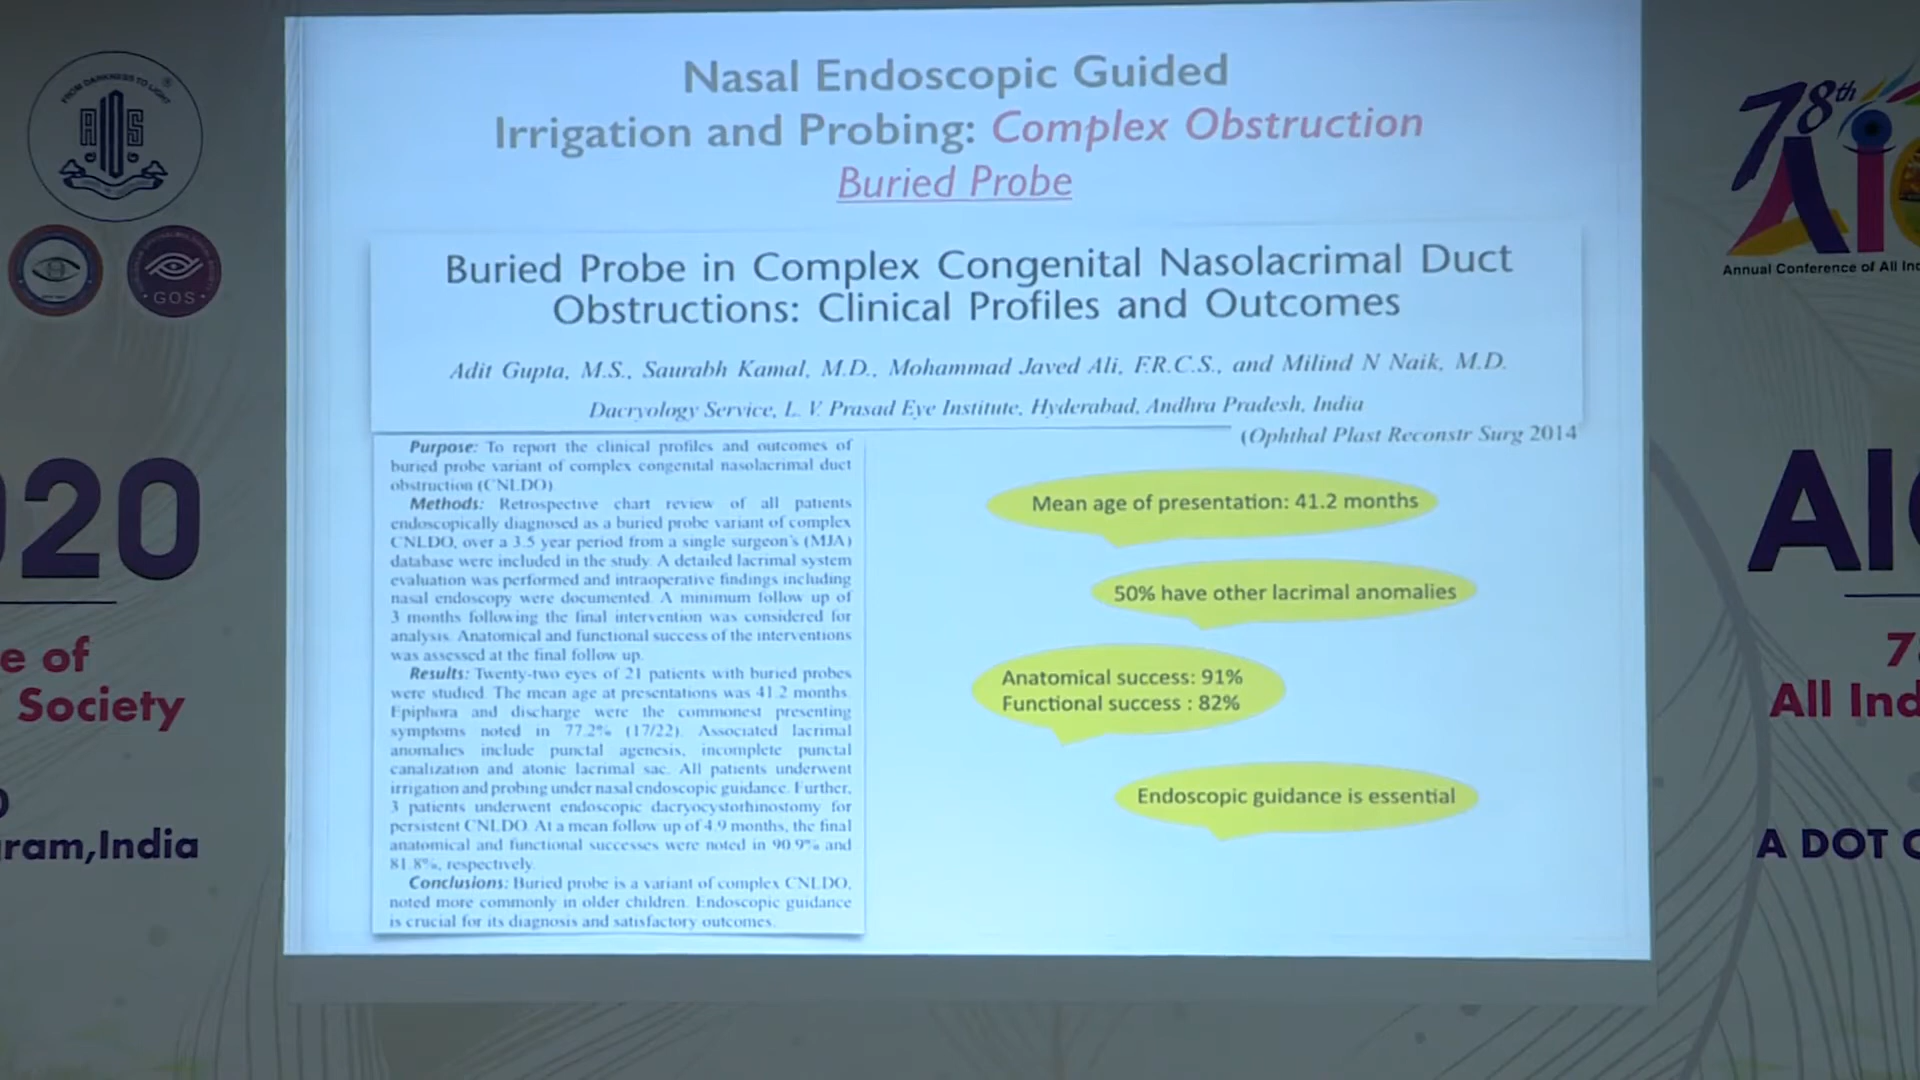 FROM DARKNESS TO LIGHT
AIOS
GOS
020
e of
Society
ram,India
Nasal Endoscopic Guided
Irrigation and Probing: Complex Obstruction
Buried Probe
Buried Probe in Complex Congenital Nasolacrimal Duct
Obstructions: Clinical Profiles and Outcomes
Adit Gupta, M.S., Saurabh Kamal, M.D., Mohammad Javed Ali, F.R.C.S., and Milind N Naik, M.D.
Dacryology Service, L. V. Prasad Eye Institute, Hyderabad, Andhra Pradesh, India
(Ophthal Plast Reconstr Surg 2014
Purpose: To report the clinical profiles and outcomes of
buried probe variant of complex congenital nasolacrimal duct
obstruction (CNLDO).
Methods: Retrospective chart review of all patients
endoscopically diagnosed as a buried probe variant of complex
CNLDO, over a 3.5 year period from a single surgeon's (MJA)
database were included in the study. A detailed lacrimal system
evaluation was performed and intraoperative findings including
nasal endoscopy were documented. A minimum follow up of
3 months following the final intervention was considered for
analysis. Anatomical and functional success of the interventions
was assessed at the final follow up.
Results: Twenty-two eyes of 21 patients with buried probes
were studied. The mean age at presentations was 41.2 months.
Epiphora and discharge were the commonest presenting
symptoms noted in 77.2% (17/22). Associated lacrimal
anomalies include punctal agenesis, incomplete punctal
canalization and atonic lacrimal sac. All patients underwent
irrigation and probing under nasal endoscopic guidance. Further,
3 patients underwent endoscopic dacryocystorhinostomy for
persistent CNLDO. At a mean follow up of 4.9 months, the final
anatomical and functional successes were noted in 90.9% and
81.8%, respectively.
Conclusions: Buried probe is a variant of complex CNLDO,
noted more commonly in older children. Endoscopic guidance
is crucial for its diagnosis and satisfactory outcomes.
Mean age of presentation: 41.2 months
50% have other lacrimal anomalies
Anatomical success: 91%
Functional success : 82%
Endoscopic guidance is essential
78th
AIO
Annual Conference of All Ind
AIO
7
All Ind
A DOT C